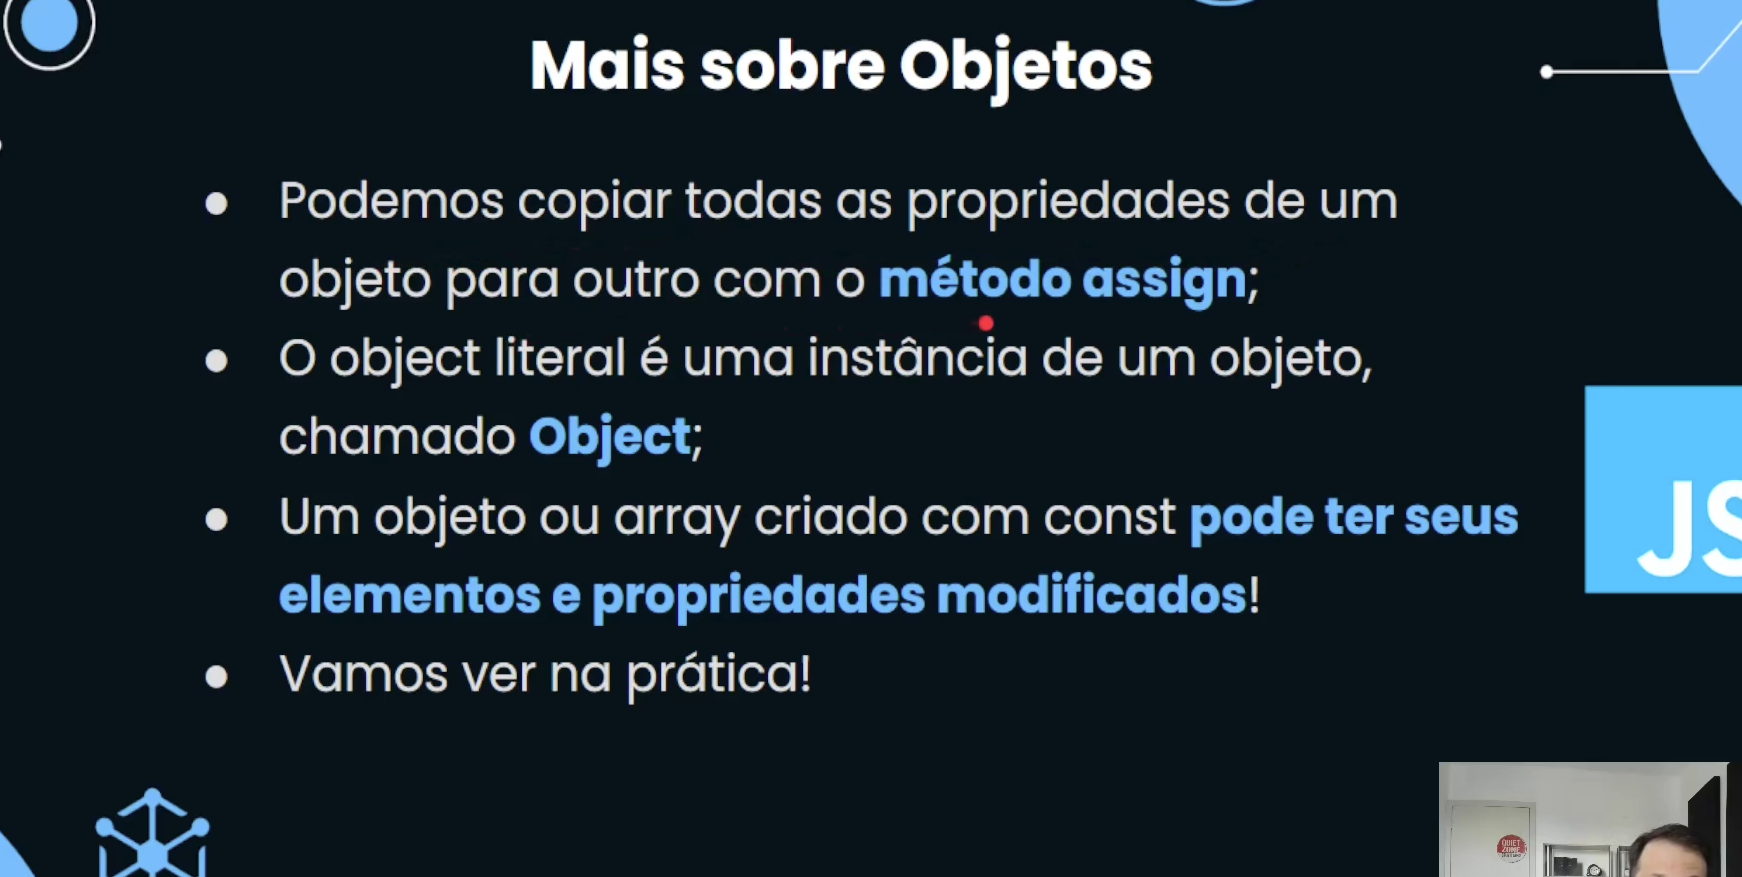 Mais sobre Objetos
● Podemos copiar todas as propriedades de um
objeto para outro com o método assign;
● O object literal é uma instância de um objeto,
chamado Object;
● Um objeto ou array criado com const pode ter seus
elementos e propriedades modificados!
● Vamos ver na prática!
JS
QUIET
ZONE